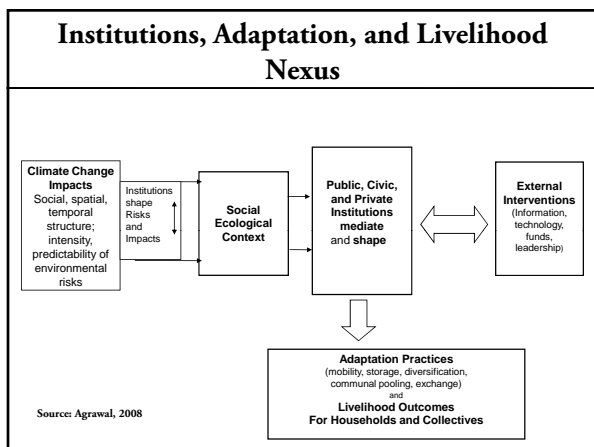 Institutions, Adaptation, and Livelihood
Nexus
Climate Change
Impacts
Social, spatial,
temporal
structure;
intensity,
predictability of
environmental
risks
Institutions
shape
Risks
and
Impacts
Social
Ecological
Context
Public, Civic,
and Private
Institutions
mediate
and shape
External
Interventions
(Information,
technology,
funds,
leadership)
Adaptation Practices
(mobility, storage, diversification,
communal pooling, exchange)
and
Livelihood Outcomes
For Households and Collectives
Source: Agrawal, 2008